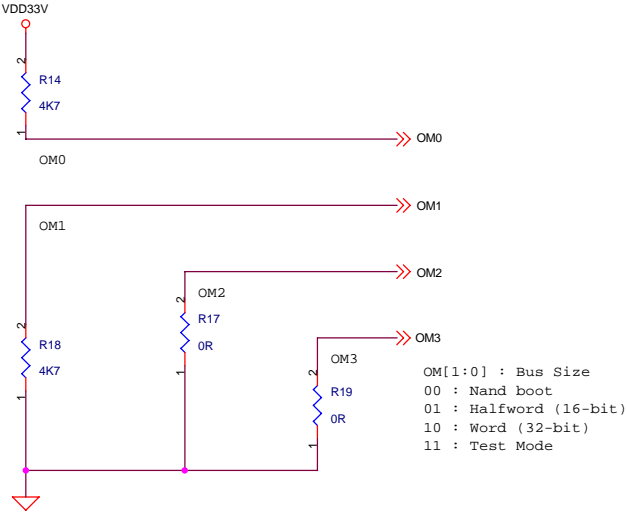 VDD33V
2
R14
4K7
1
OM0
OM0
OM1
OM1
OM2
OM2
2
R17
0R
1
OM3
OM3
2
R18
4K7
1
2
R19
0R
1
OM[1:0] : Bus Size
00 : Nand boot
01 : Halfword (16-bit)
10 : Word (32-bit)
11 : Test Mode